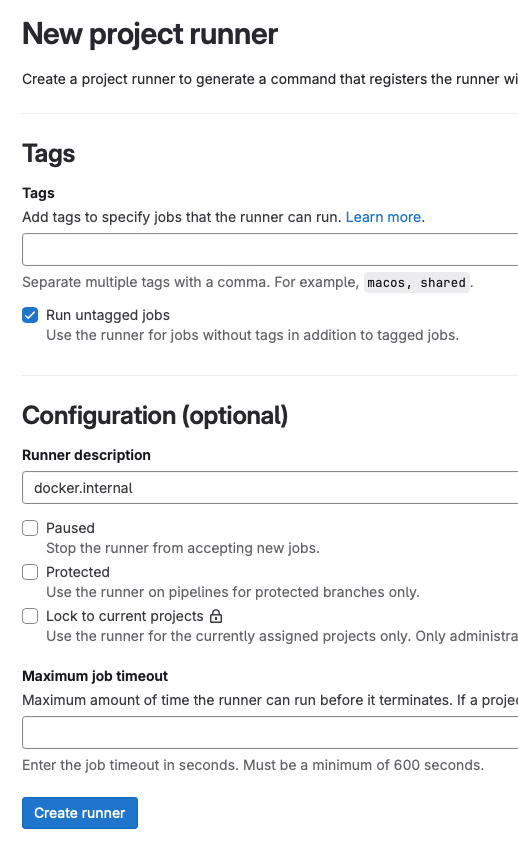 New project runner
Create a project runner to generate a command that registers the runner wi
Tags
Tags
Add tags to specify jobs that the runner can run. Learn more.
Separate multiple tags with a comma. For example, macos, shared.
Run untagged jobs
Use the runner for jobs without tags in addition to tagged jobs.
Configuration (optional)
Runner description
docker.internal
Paused
Stop the runner from accepting new jobs.
Protected
Use the runner on pipelines for protected branches only.
Lock to current projects
Use the runner for the currently assigned projects only. Only administra
Maximum job timeout
Maximum amount of time the runner can run before it terminates. If a projec
Enter the job timeout in seconds. Must be a minimum of 600 seconds.
Create runner